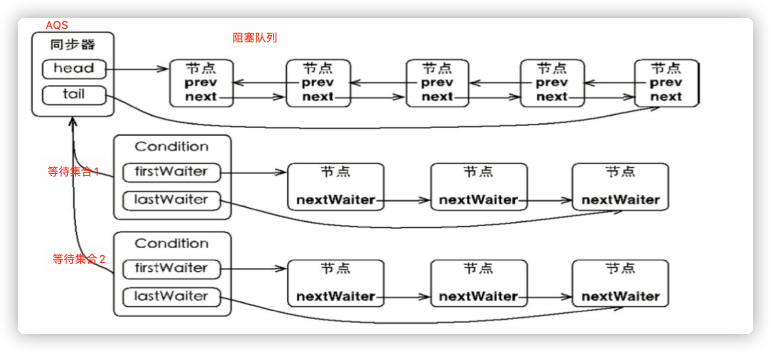 AQS
阻塞队列
同步器
head
tail
节点
prev
next
节点
prev
next
节点
prev
next
节点
prev
next
节点
prev
next
等待集合1
Condition
firstWaiter
lastWaiter
节点
nextWaiter
节点
nextWaiter
节点
nextWaiter
等待集合2
Condition
firstWaiter
lastWaiter
节点
nextWaiter
节点
nextWaiter
节点
nextWaiter